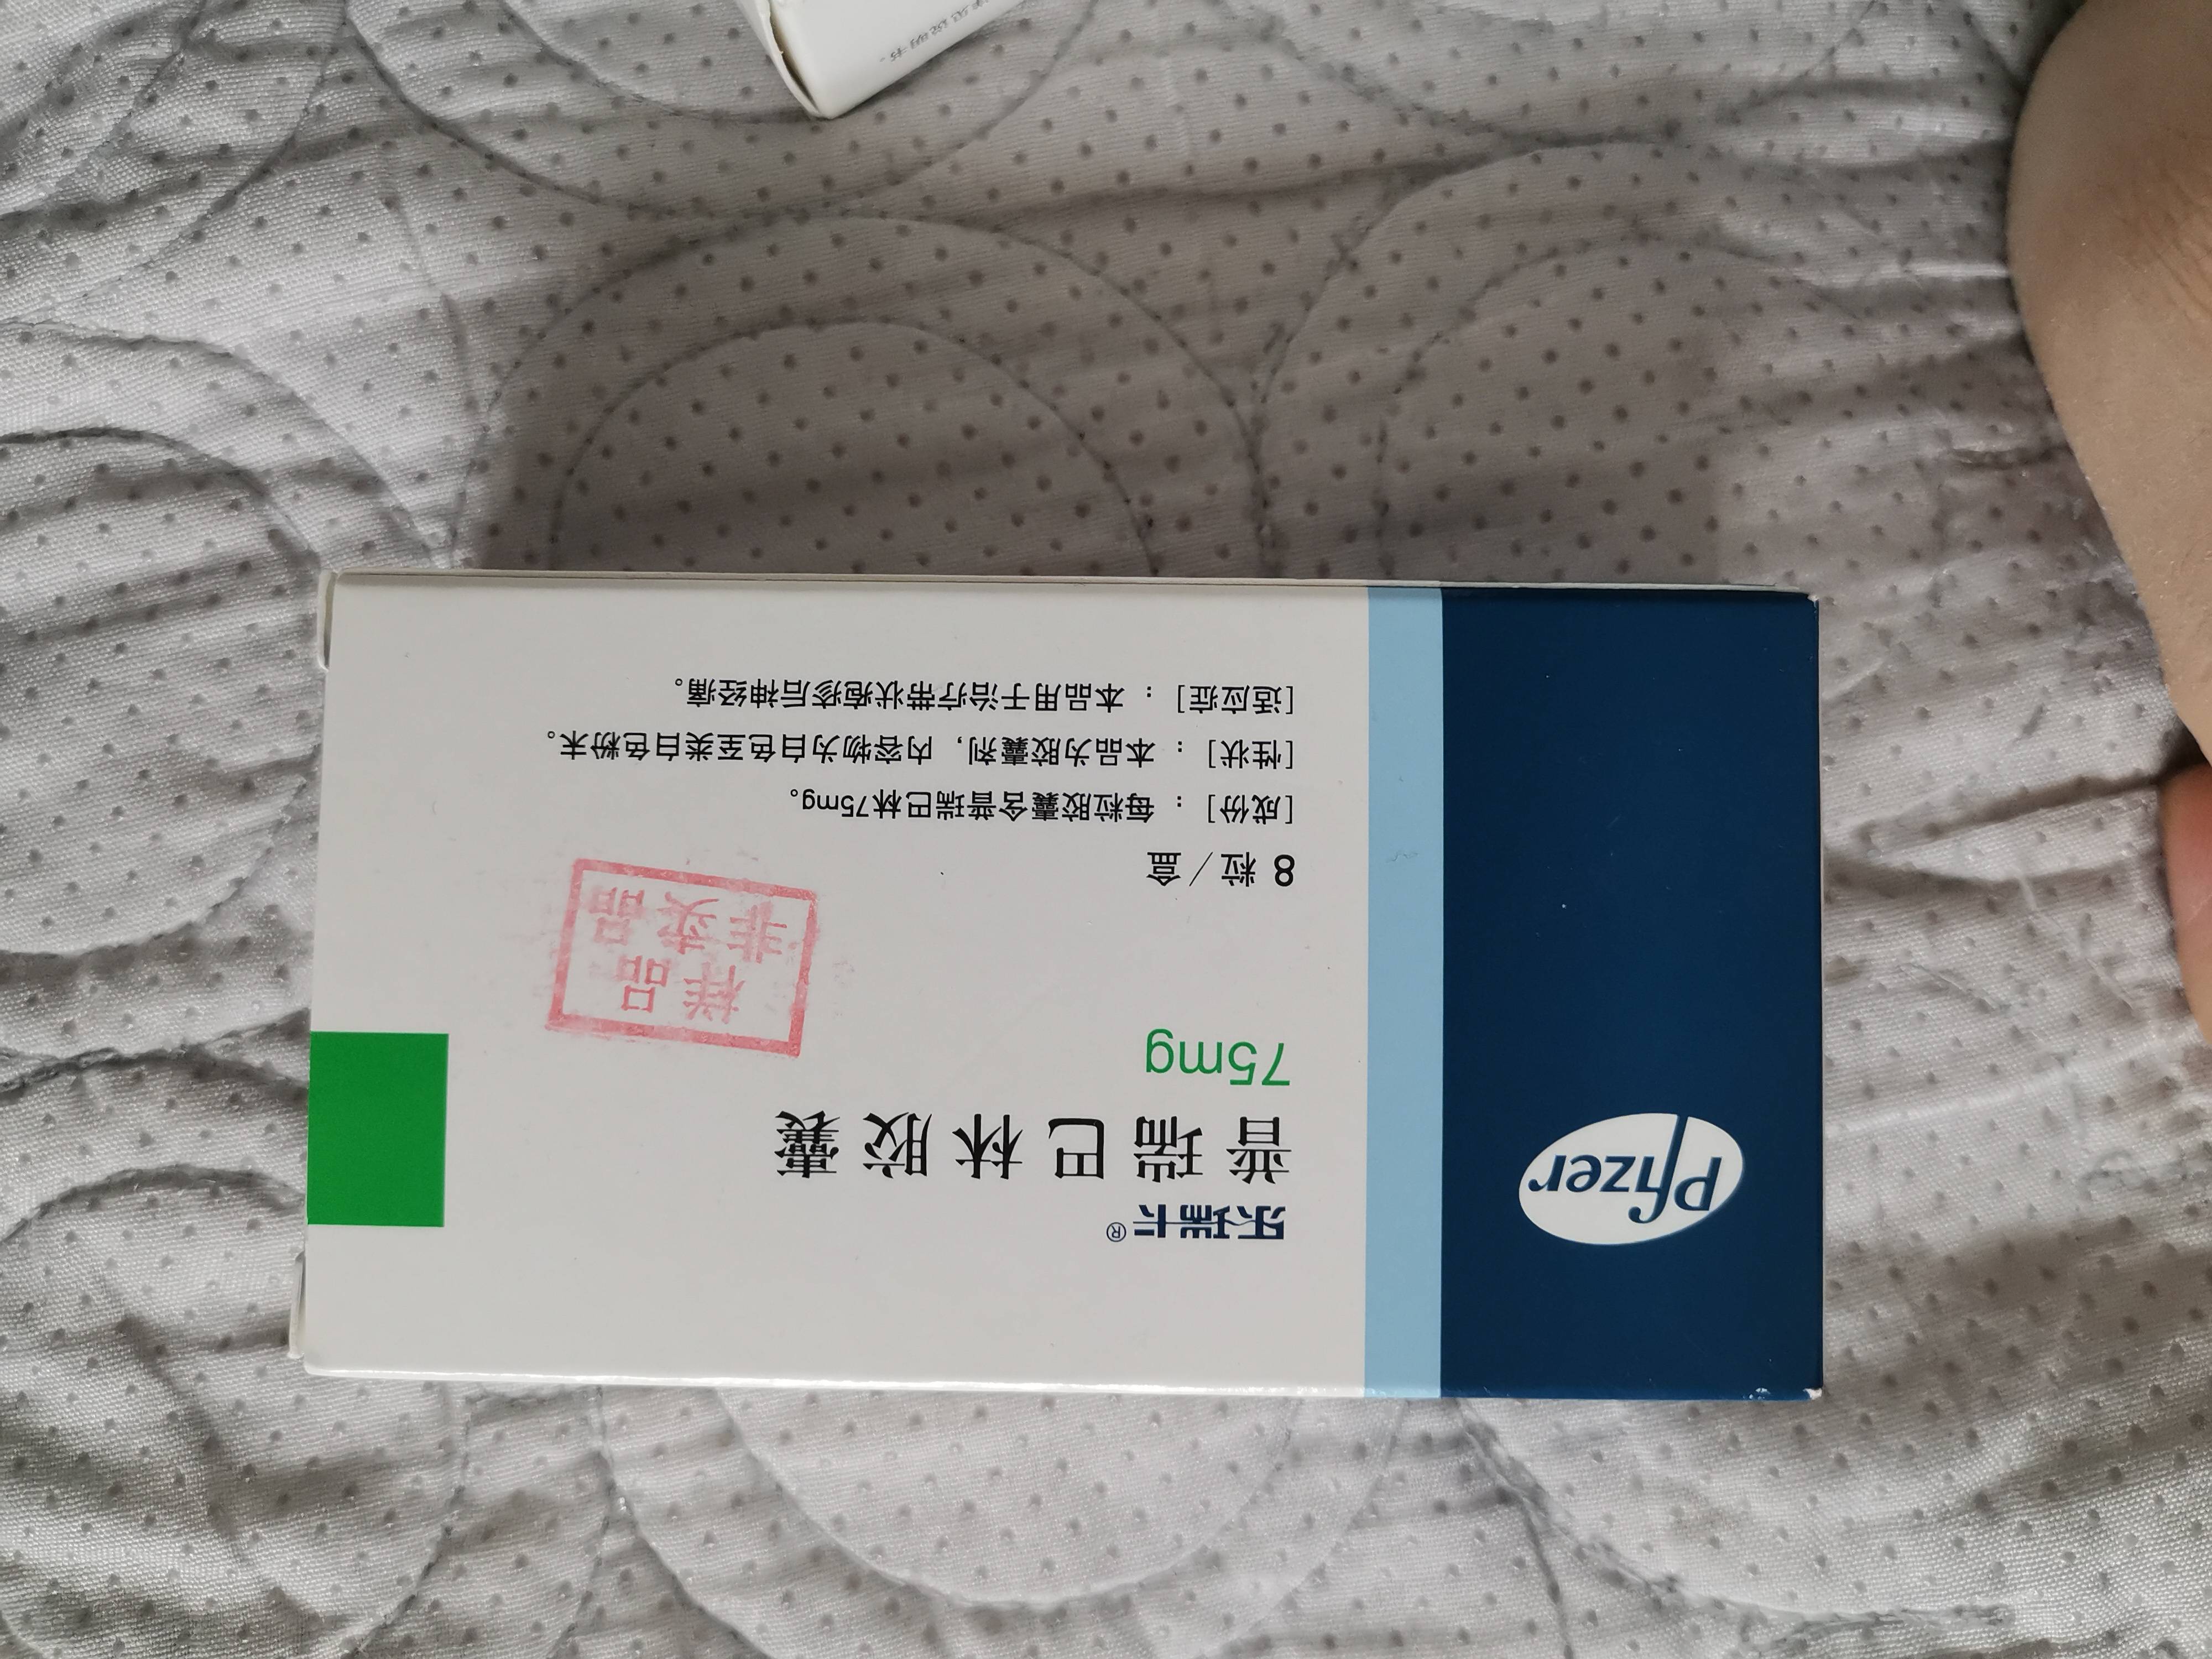 Pfizer
乐瑞卡®
普瑞巴林胶囊
75mg
样品
非卖品
8 粒/盒
[成份] : 每粒胶囊含普瑞巴林75mg。
[性状] : 本品为胶囊剂, 内容物为白色至类白色粉末。
[适应症] : 本品用于治疗带状疱疹后神经痛。